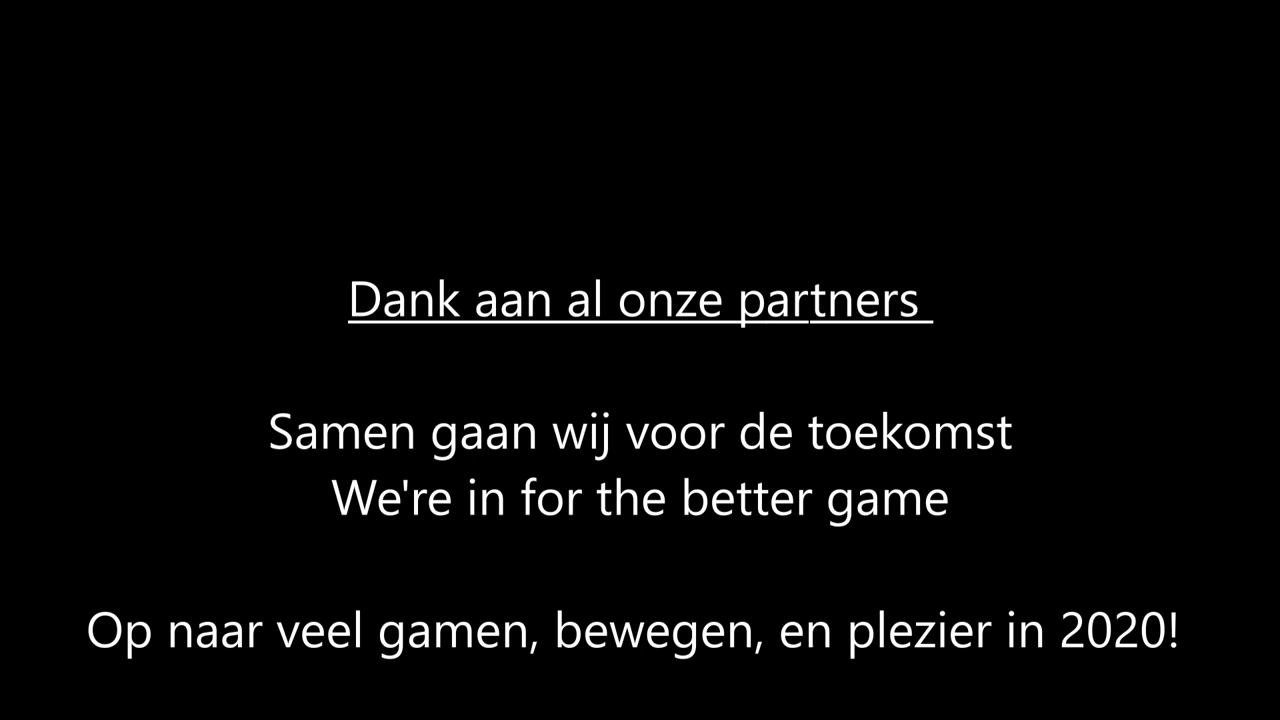 Dank aan al onze partners
Samen gaan wij voor de toekomst
We're in for the better game
Op naar veel gamen, bewegen, en plezier in 2020!